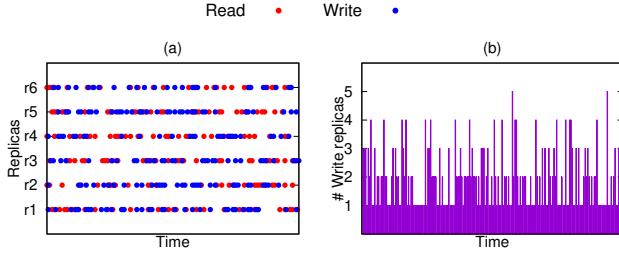 Read Write
(a) (b)
Replicas
r6
r5
r4
r3
r2
r1
Time
# Write replicas
5
4
3
2
1
Time